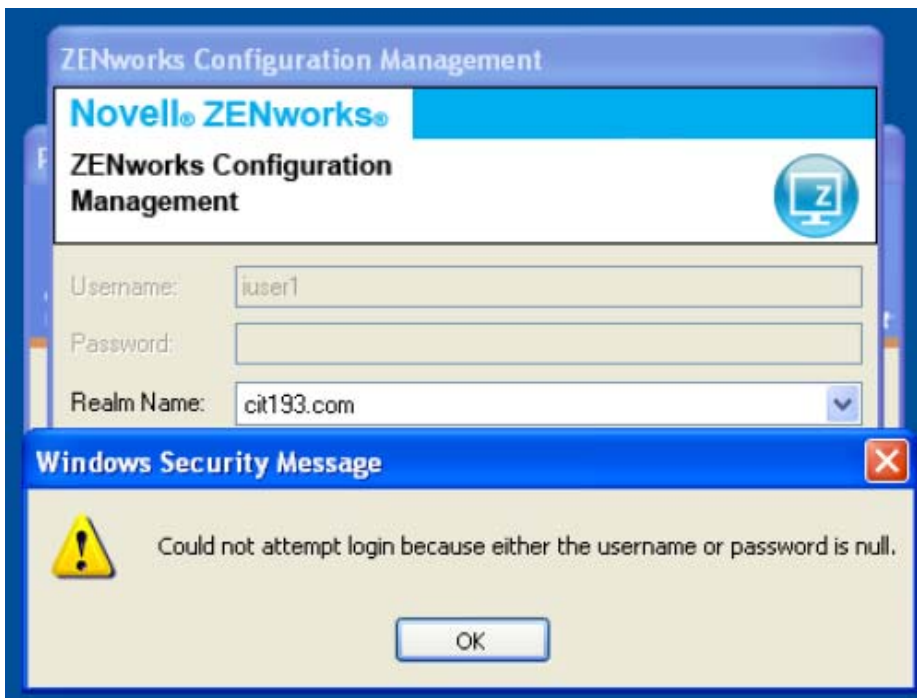 ZENworks Configuration Management
Novell® ZENworks®
ZENworks Configuration
Management
Z
Username: iuser1
Password:
Realm Name: cit193.com
Windows Security Message
Could not attempt login because either the username or password is null.
OK